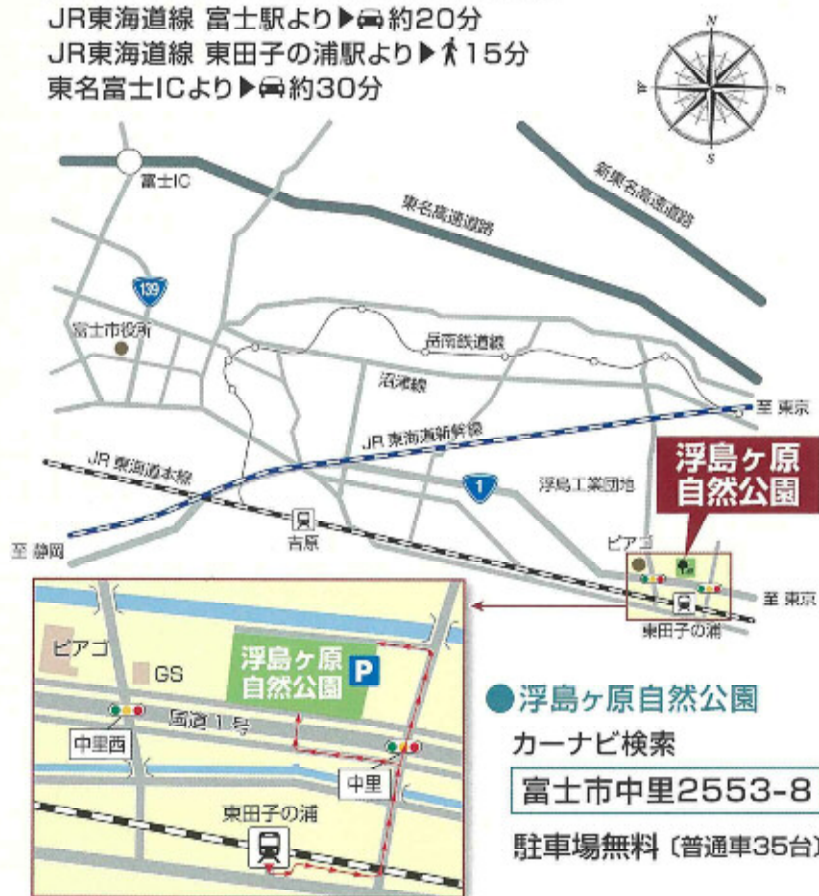 JR東海道線 富士駅より▶約20分
JR東海道線 東田子の浦駅より▶15分
東名富士ICより▶約30分
N
W
E
S
富士IC
東名高速道路
新東名高速道路
139
富士市役所
岳南鉄道線
沼津線
至 東京
JR 東海道新幹線
JR 東海道本線
1
浮島工業団地
浮島ヶ原
自然公園
至 静岡
吉原
ピアゴ
至 東京
東田子の浦
ピアゴ
GS
浮島ヶ原
自然公園
P
国道1号
中里西
中里
東田子の浦
●浮島ヶ原自然公園
カーナビ検索
富士市中里2553-8
駐車場無料〔普通車35台〕